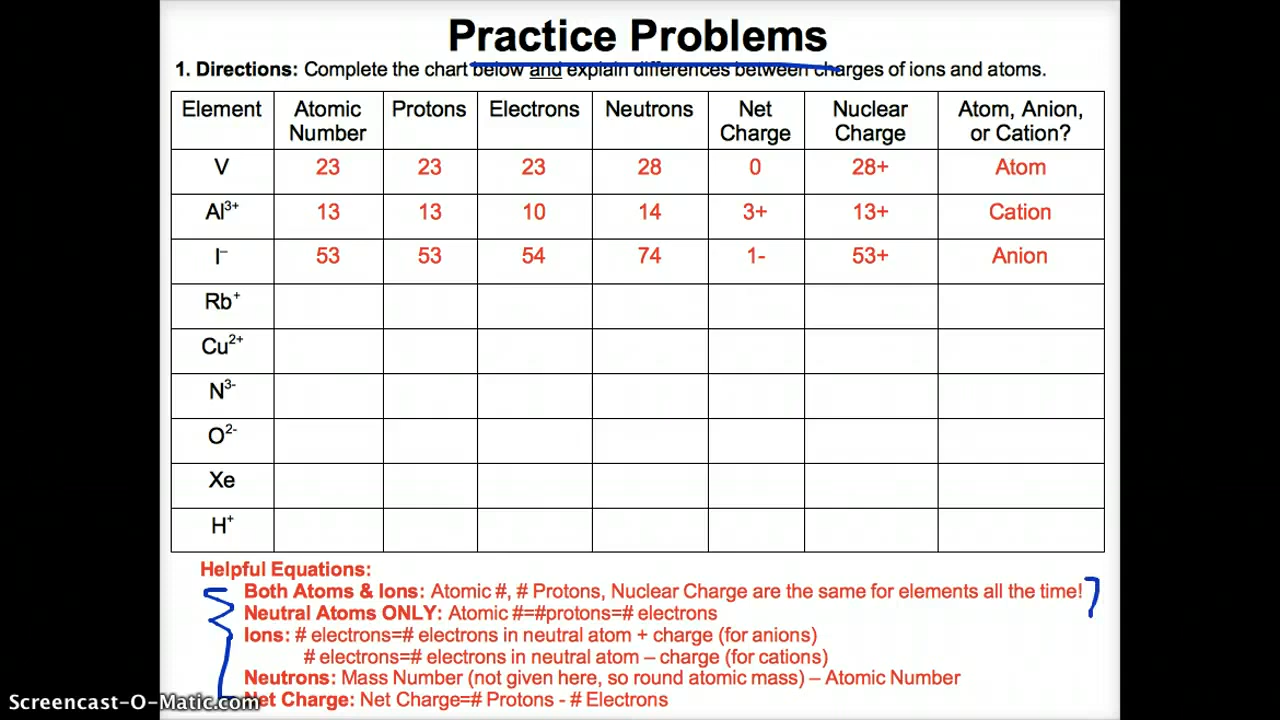 Practice Problems
1. Directions: Complete the chart below and explain differences between charges of ions and atoms.
Element Atomic Number Protons Electrons Neutrons Net Charge Nuclear Charge Atom, Anion, or Cation?
V 23 23 23 28 0 28+ Atom
Al³⁺ 13 13 10 14 3+ 13+ Cation
I⁻ 53 53 54 74 1- 53+ Anion
Rb⁺
Cu²⁺
N³⁻
O²⁻
Xe
H⁺
Helpful Equations:
Both Atoms & Ions: Atomic #, # Protons, Nuclear Charge are the same for elements all the time!
Neutral Atoms ONLY: Atomic #=#protons=# electrons
Ions: # electrons=# electrons in neutral atom + charge (for anions)
# electrons=# electrons in neutral atom – charge (for cations)
Neutrons: Mass Number (not given here, so round atomic mass) – Atomic Number
Net Charge: Net Charge=# Protons - # Electrons
Screencast-O-Matic.com